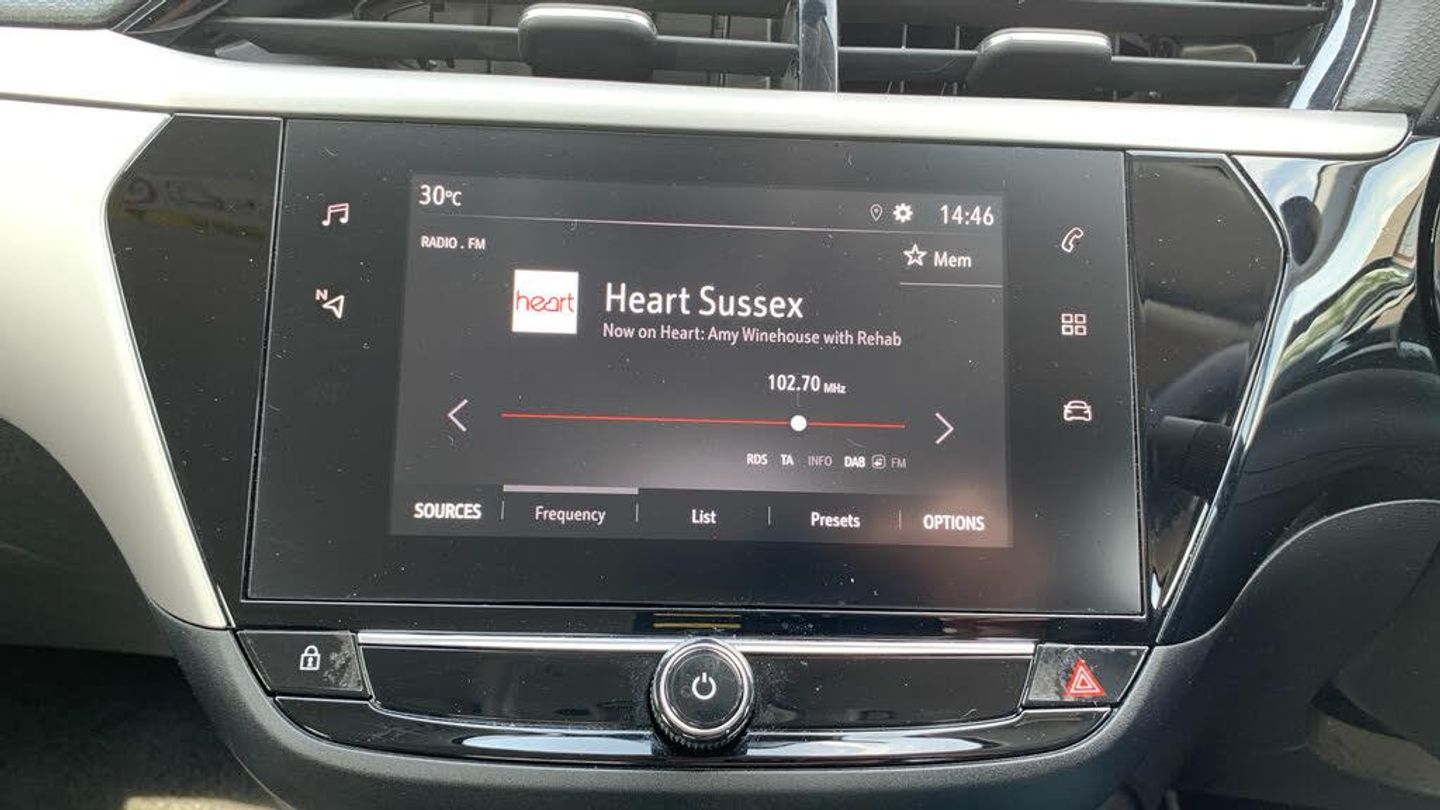 30°C
14:46
RADIO . FM
Mem
heart
Heart Sussex
Now on Heart: Amy Winehouse with Rehab
N
102.70 MHz
RDS TA INFO DAB FM
SOURCES Frequency List Presets OPTIONS